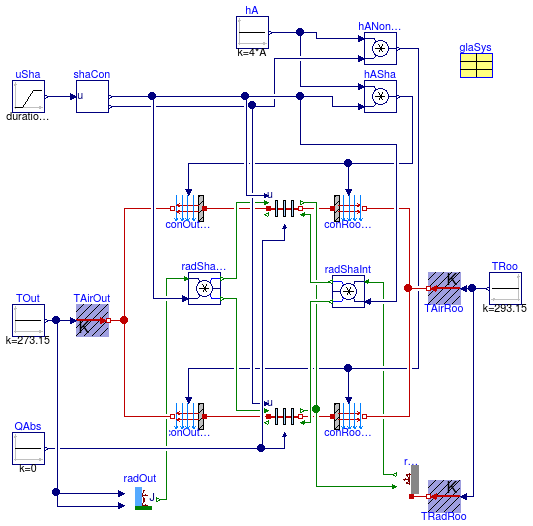 hA
k=4*A
hANon...
glaSys
uSha
duratio...
shaCon
u
hASha
u
conOut...
conRoo...
radSha...
radShaInt
TOut
k=273.15
TAirOut
K
K
TAirRoo
TRoo
k=293.15
u
conOut...
conRoo...
QAbs
k=0
radOut
J
r...
K
TRadRoo